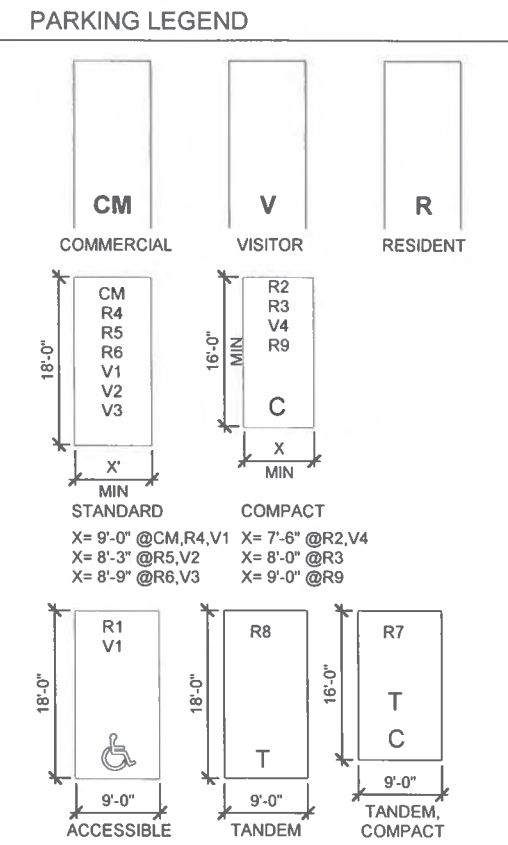 PARKING LEGEND
CM
V
R
COMMERCIAL
VISITOR
RESIDENT
18'-0"
CM
R4
R5
R6
V1
V2
V3
X'
MIN
STANDARD
X= 9'-0" @CM,R4,V1
X= 8'-3" @R5,V2
X= 8'-9" @R6,V3
16'-0"
MIN
R2
R3
V4
R9
C
X
MIN
COMPACT
X= 7'-6" @R2,V4
X= 8'-0" @R3
X= 9'-0" @R9
18'-0"
R1
V1
9'-0"
ACCESSIBLE
18'-0"
R8
T
9'-0"
TANDEM
16'-0"
R7
T
C
9'-0"
TANDEM,
COMPACT